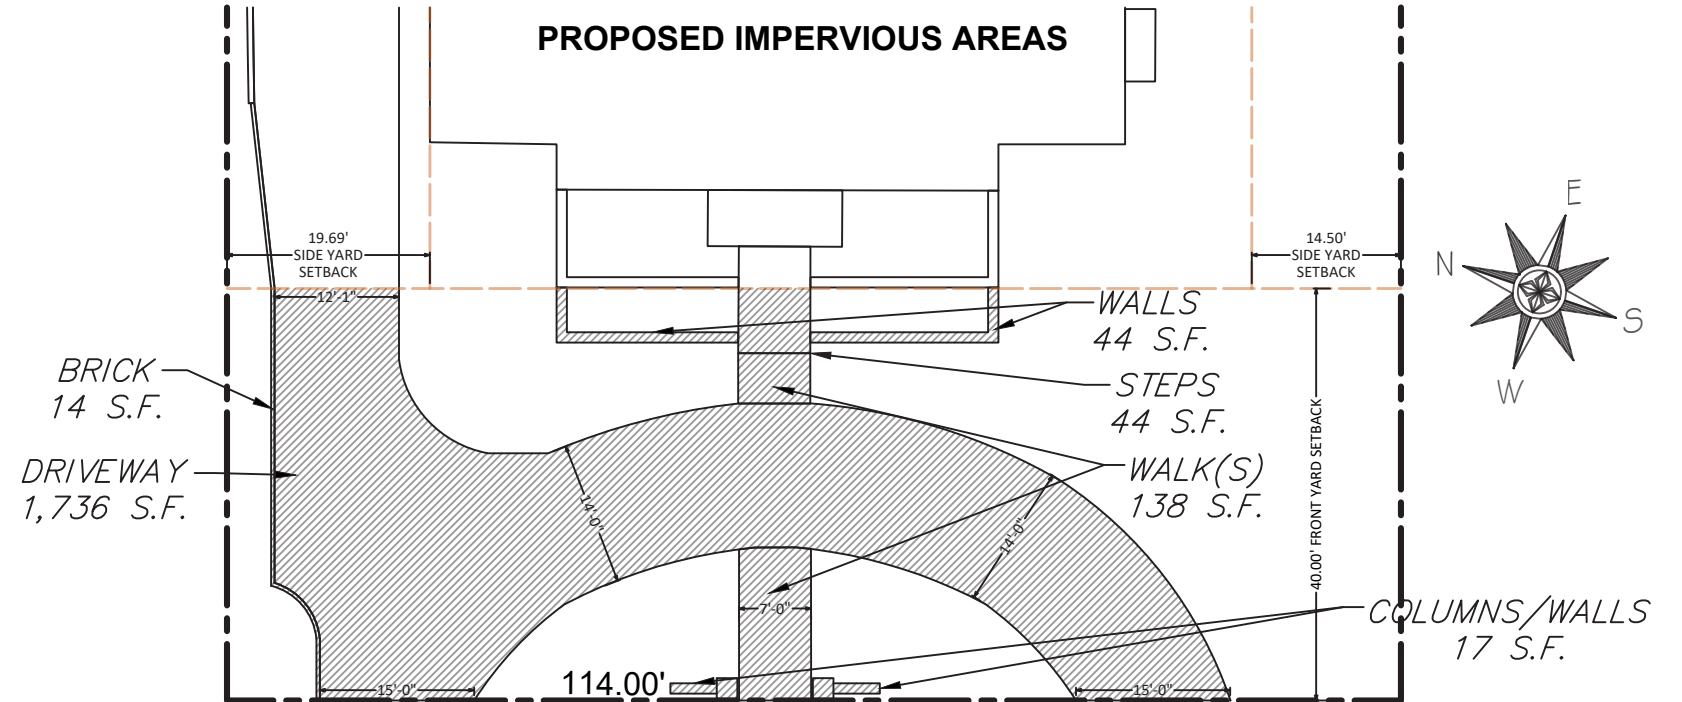 PROPOSED IMPERVIOUS AREAS
19.69'
SIDE YARD
SETBACK
14.50'
SIDE YARD
SETBACK
E
N
S
W
12'-1"
WALLS
44 S.F.
BRICK
14 S.F.
STEPS
44 S.F.
DRIVEWAY
1,736 S.F.
WALK(S)
138 S.F.
14'-0"
14'-0"
40.00' FRONT YARD SETBACK
7'-0"
COLUMNS/WALLS
17 S.F.
114.00'
15'-0"
15'-0"